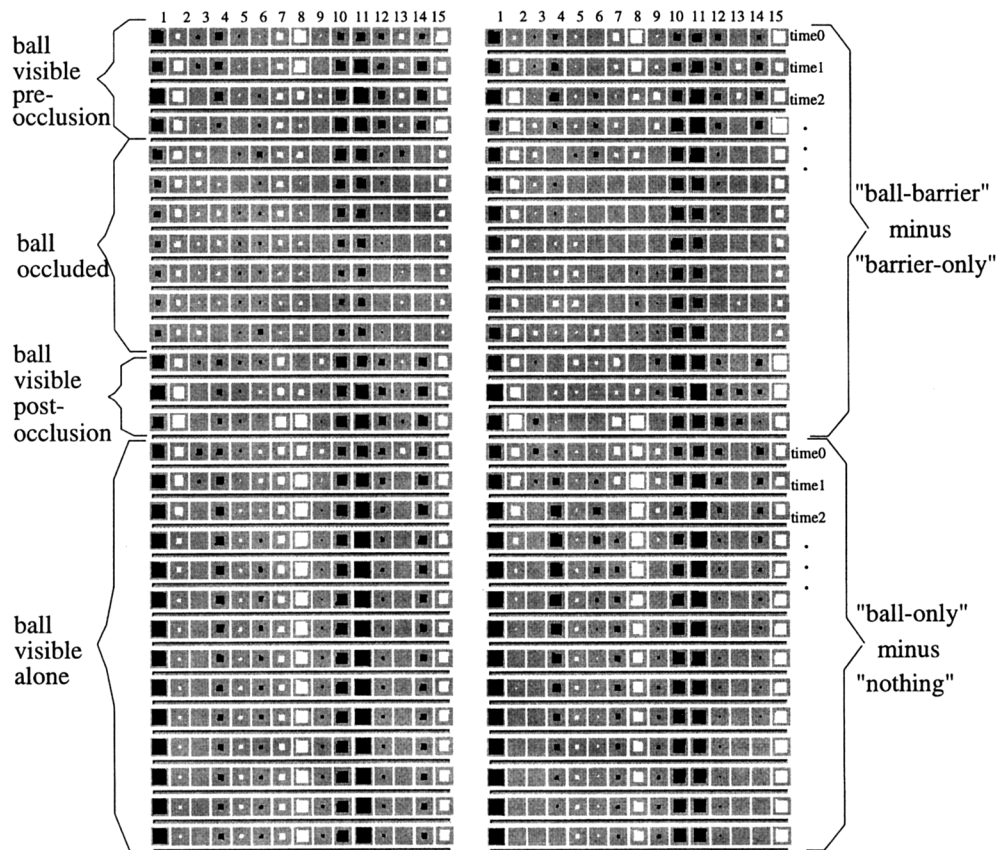 1 2 3 4 5 6 7 8 9 10 11 12 13 14 15
1 2 3 4 5 6 7 8 9 10 11 12 13 14 15
ball
visible
pre-
occlusion
ball
occluded
ball
visible
post-
occlusion
ball
visible
alone
time0
time1
time2
"ball-barrier"
minus
"barrier-only"
time0
time1
time2
"ball-only"
minus
"nothing"